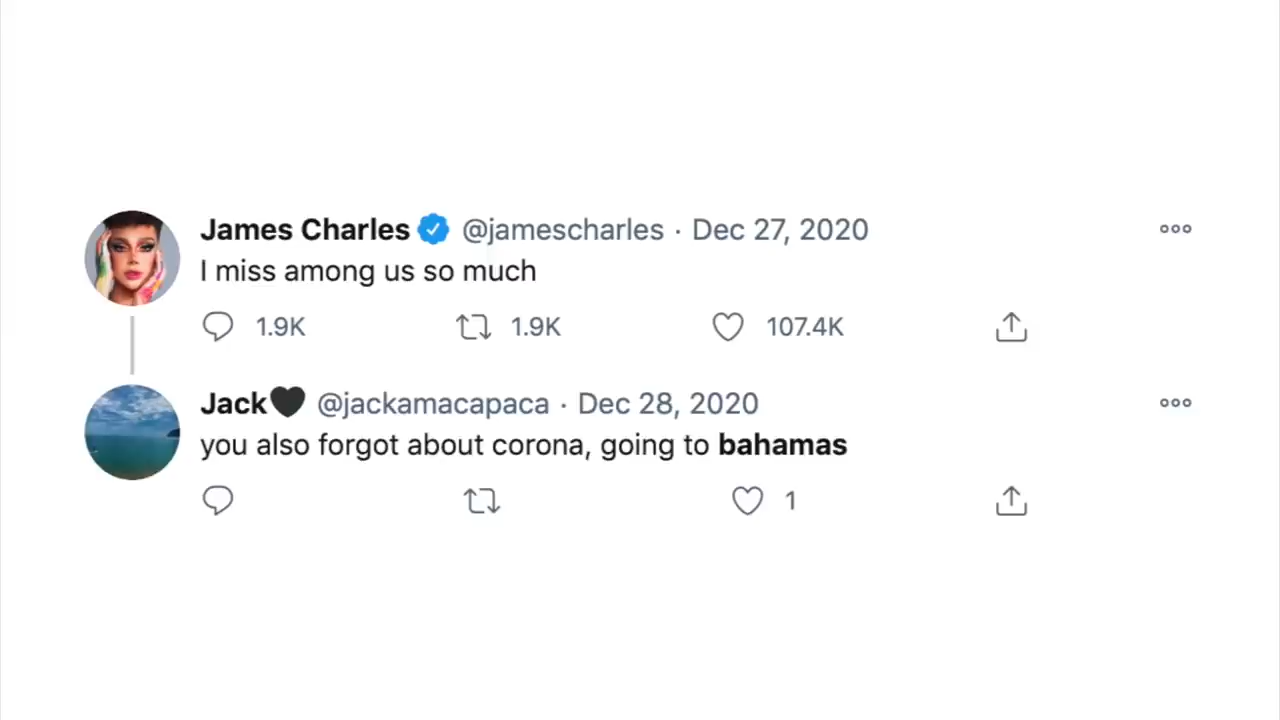 James Charles @jamescharles · Dec 27, 2020
I miss among us so much
1.9K 1.9K 107.4K
Jack🖤 @jackamacapaca · Dec 28, 2020
you also forgot about corona, going to bahamas
1